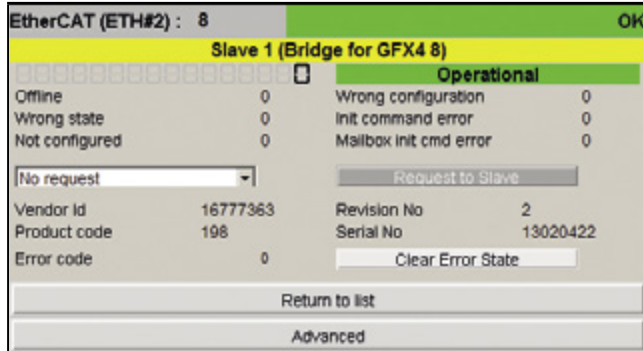 EtherCAT (ETH#2) : 8 OK
Slave 1 (Bridge for GFX4 8)
0 Operational
Offline 0 Wrong configuration 0
Wrong state 0 Init command error 0
Not configured 0 Mailbox init cmd error 0
No request Request to Slave
Vendor Id 16777363 Revision No 2
Product code 198 Serial No 13020422
Error code 0 Clear Error State
Return to list
Advanced